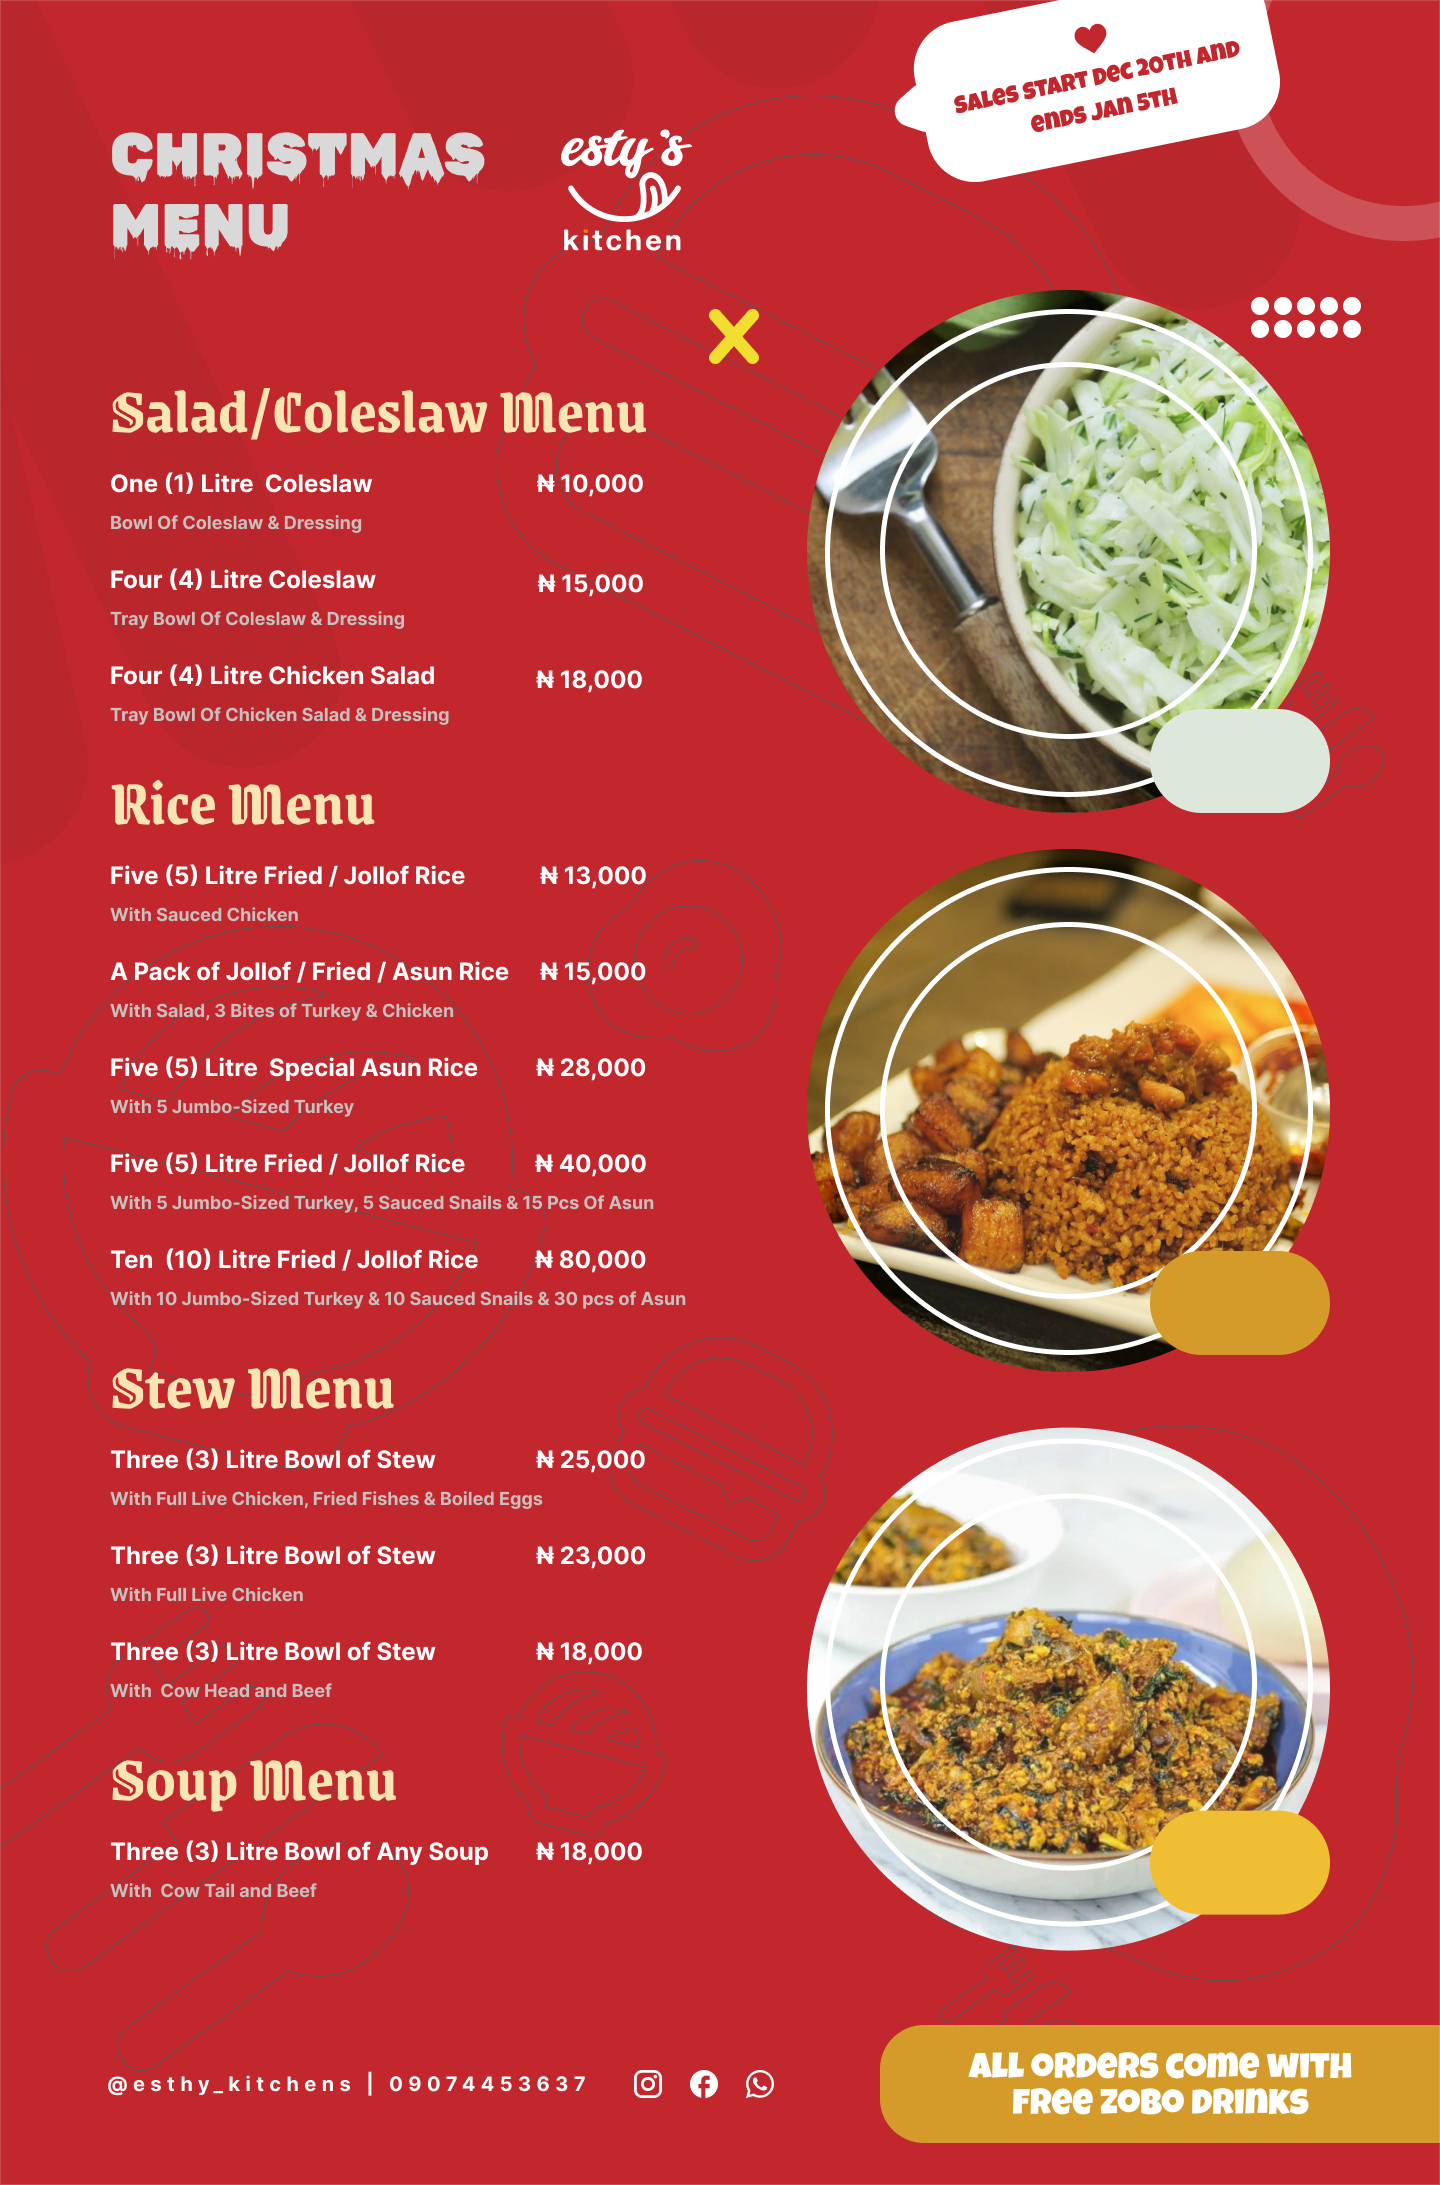 Sales start Dec 20th and
ends Jan 5th
CHRISTMAS
MENU
esty's
kitchen
Salad/Coleslaw Menu
One (1) Litre  Coleslaw ₦ 10,000
Bowl Of Coleslaw & Dressing
Four (4) Litre Coleslaw ₦ 15,000
Tray Bowl Of Coleslaw & Dressing
Four (4) Litre Chicken Salad ₦ 18,000
Tray Bowl Of Chicken Salad & Dressing
Rice Menu
Five (5) Litre Fried / Jollof Rice ₦ 13,000
With Sauced Chicken
A Pack of Jollof / Fried / Asun Rice ₦ 15,000
With Salad, 3 Bites of Turkey & Chicken
Five (5) Litre  Special Asun Rice ₦ 28,000
With 5 Jumbo-Sized Turkey
Five (5) Litre Fried / Jollof Rice ₦ 40,000
With 5 Jumbo-Sized Turkey, 5 Sauced Snails & 15 Pcs Of Asun
Ten  (10) Litre Fried / Jollof Rice ₦ 80,000
With 10 Jumbo-Sized Turkey & 10 Sauced Snails & 30 pcs of Asun
Stew Menu
Three (3) Litre Bowl of Stew ₦ 25,000
With Full Live Chicken, Fried Fishes & Boiled Eggs
Three (3) Litre Bowl of Stew ₦ 23,000
With Full Live Chicken
Three (3) Litre Bowl of Stew ₦ 18,000
With  Cow Head and Beef
Soup Menu
Three (3) Litre Bowl of Any Soup ₦ 18,000
With  Cow Tail and Beef
@esthy_kitchens | 09074453637
All orders come with
free zobo drinks